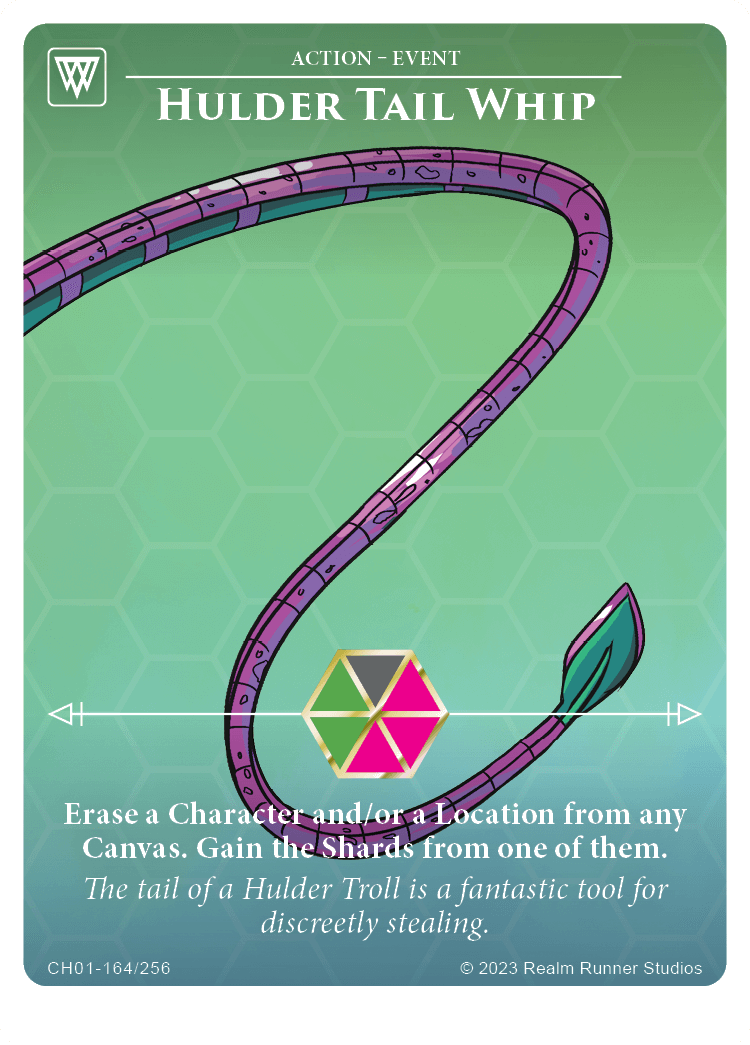 ACTION – EVENT
Hulder Tail Whip
Erase a Character and/or a Location from any
Canvas. Gain the Shards from one of them.
The tail of a Hulder Troll is a fantastic tool for
discreetly stealing.
CH01-164/256
© 2023 Realm Runner Studios